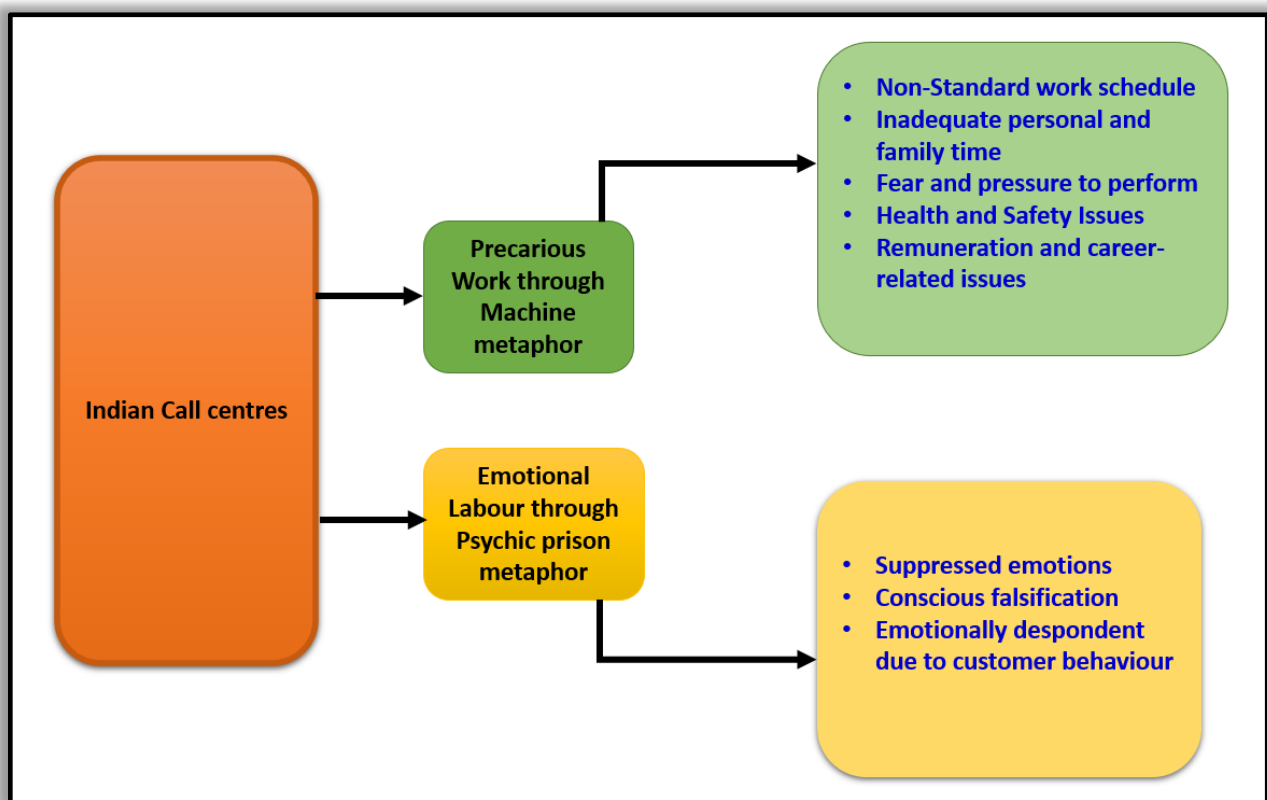 Indian Call centres
Precarious
Work through
Machine
metaphor
• Non-Standard work schedule
• Inadequate personal and
family time
• Fear and pressure to perform
• Health and Safety Issues
• Remuneration and career-
related issues
Emotional
Labour through
Psychic prison
metaphor
• Suppressed emotions
• Conscious falsification
• Emotionally despondent
due to customer behaviour